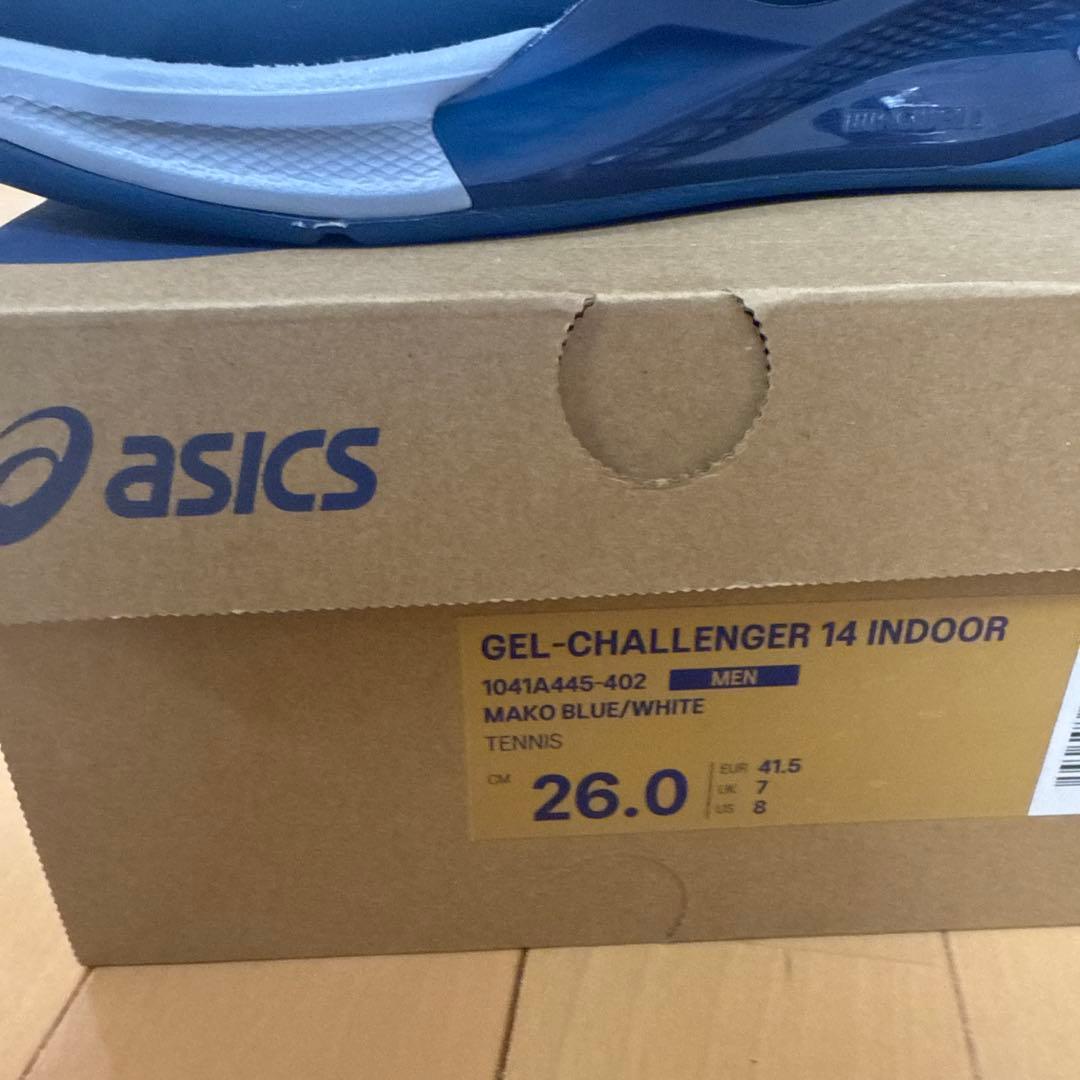 asics
GEL-CHALLENGER 14 INDOOR
1041A445-402 MEN
MAKO BLUE/WHITE
TENNIS
CM 26.0
EUR 41.5
UK 7
US 8